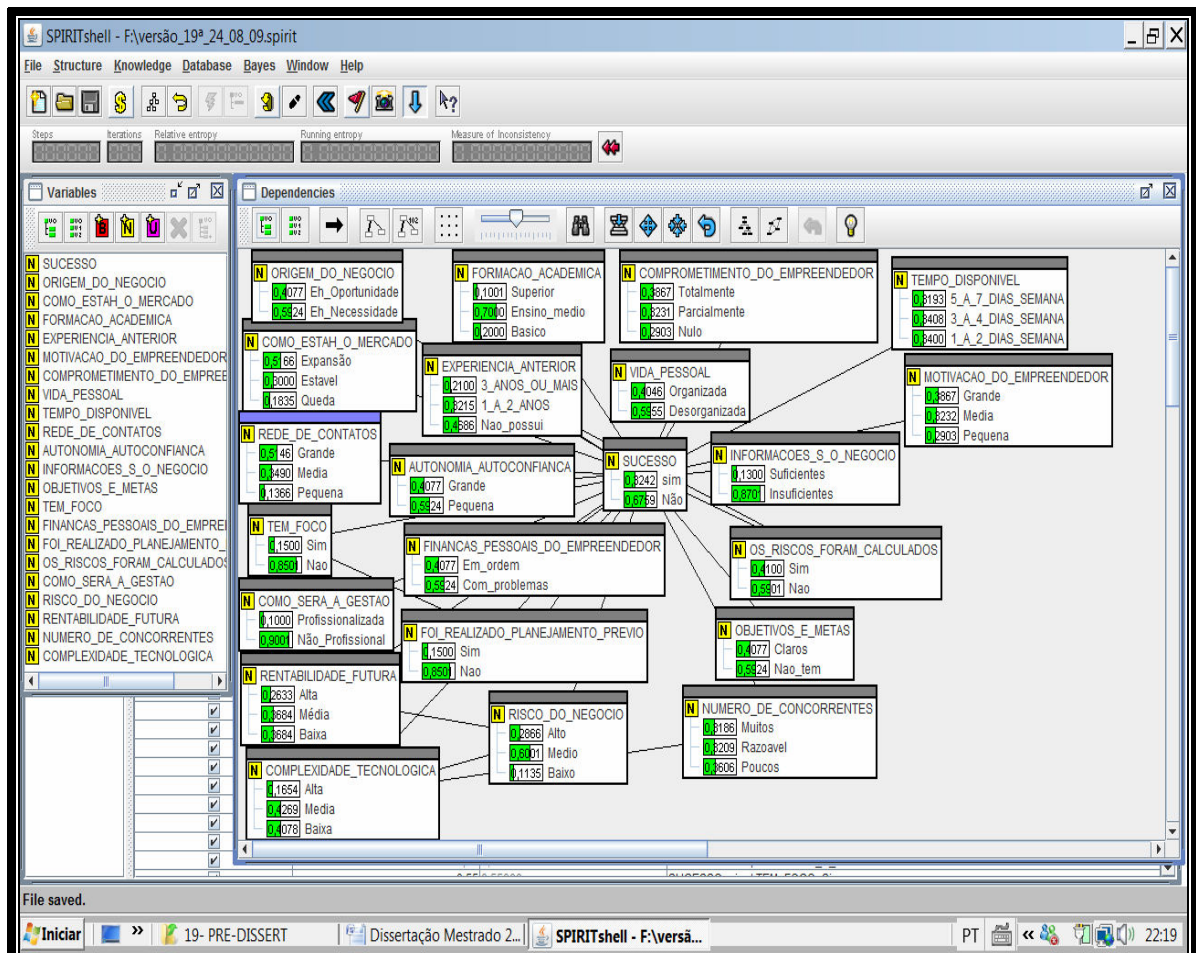 SPIRITshell - F:\versão_19ª_24_08_09.spirit
File Structure Knowledge Database Bayes Window Help
Steps Iterations Relative entropy Running entropy Measure of Inconsistency
Variables
SUCESSO
ORIGEM_DO_NEGOCIO
COMO_ESTAH_O_MERCADO
FORMACAO_ACADEMICA
EXPERIENCIA_ANTERIOR
MOTIVACAO_DO_EMPREENDEDOR
COMPROMETIMENTO_DO_EMPREE
VIDA_PESSOAL
TEMPO_DISPONIVEL
REDE_DE_CONTATOS
AUTONOMIA_AUTOCONFIANCA
INFORMACOES_S_O_NEGOCIO
OBJETIVOS_E_METAS
TEM_FOCO
FINANCAS_PESSOAIS_DO_EMPREI
FOI_REALIZADO_PLANEJAMENTO_
OS_RISCOS_FORAM_CALCULADOS
COMO_SERA_A_GESTAO
RISCO_DO_NEGOCIO
RENTABILIDADE_FUTURA
NUMERO_DE_CONCORRENTES
COMPLEXIDADE_TECNOLOGICA
Dependencies
ORIGEM_DO_NEGOCIO
0,4077 Eh_Oportunidade
0,5924 Eh_Necessidade
FORMACAO_ACADEMICA
0,1001 Superior
0,7000 Ensino_medio
0,2000 Basico
COMPROMETIMENTO_DO_EMPREENDEDOR
0,3867 Totalmente
0,3231 Parcialmente
0,2903 Nulo
TEMPO_DISPONIVEL
0,3193 5_A_7_DIAS_SEMANA
0,3408 3_A_4_DIAS_SEMANA
0,3400 1_A_2_DIAS_SEMANA
COMO_ESTAH_O_MERCADO
0,5166 Expansão
0,3000 Estavel
0,1835 Queda
EXPERIENCIA_ANTERIOR
0,2100 3_ANOS_OU_MAIS
0,3215 1_A_2_ANOS
0,4686 Nao_possui
VIDA_PESSOAL
0,4046 Organizada
0,5955 Desorganizada
MOTIVACAO_DO_EMPREENDEDOR
0,3867 Grande
0,3232 Media
0,2903 Pequena
REDE_DE_CONTATOS
0,5146 Grande
0,3490 Media
0,1366 Pequena
AUTONOMIA_AUTOCONFIANCA
0,4077 Grande
0,5924 Pequena
SUCESSO
0,3242 sim
0,6759 Não
INFORMACOES_S_O_NEGOCIO
0,1300 Suficientes
0,8701 Insuficientes
TEM_FOCO
0,1500 Sim
0,8501 Nao
FINANCAS_PESSOAIS_DO_EMPREENDEDOR
0,4077 Em_ordem
0,5924 Com_problemas
OS_RISCOS_FORAM_CALCULADOS
0,4100 Sim
0,5901 Nao
COMO_SERA_A_GESTAO
0,1000 Profissionalizada
0,9001 Não_Profissional
FOI_REALIZADO_PLANEJAMENTO_PREVIO
0,1500 Sim
0,8501 Nao
OBJETIVOS_E_METAS
0,4077 Claros
0,5924 Nao_tem
RENTABILIDADE_FUTURA
0,2633 Alta
0,3684 Média
0,3684 Baixa
RISCO_DO_NEGOCIO
0,2866 Alto
0,6001 Medio
0,1135 Baixo
NUMERO_DE_CONCORRENTES
0,3186 Muitos
0,3209 Razoavel
0,3606 Poucos
COMPLEXIDADE_TECNOLOGICA
0,1654 Alta
0,4269 Media
0,4078 Baixa
File saved.
Iniciar » 19- PRE-DISSERT Dissertação Mestrado 2... SPIRITshell - F:\versã... PT « 22:19